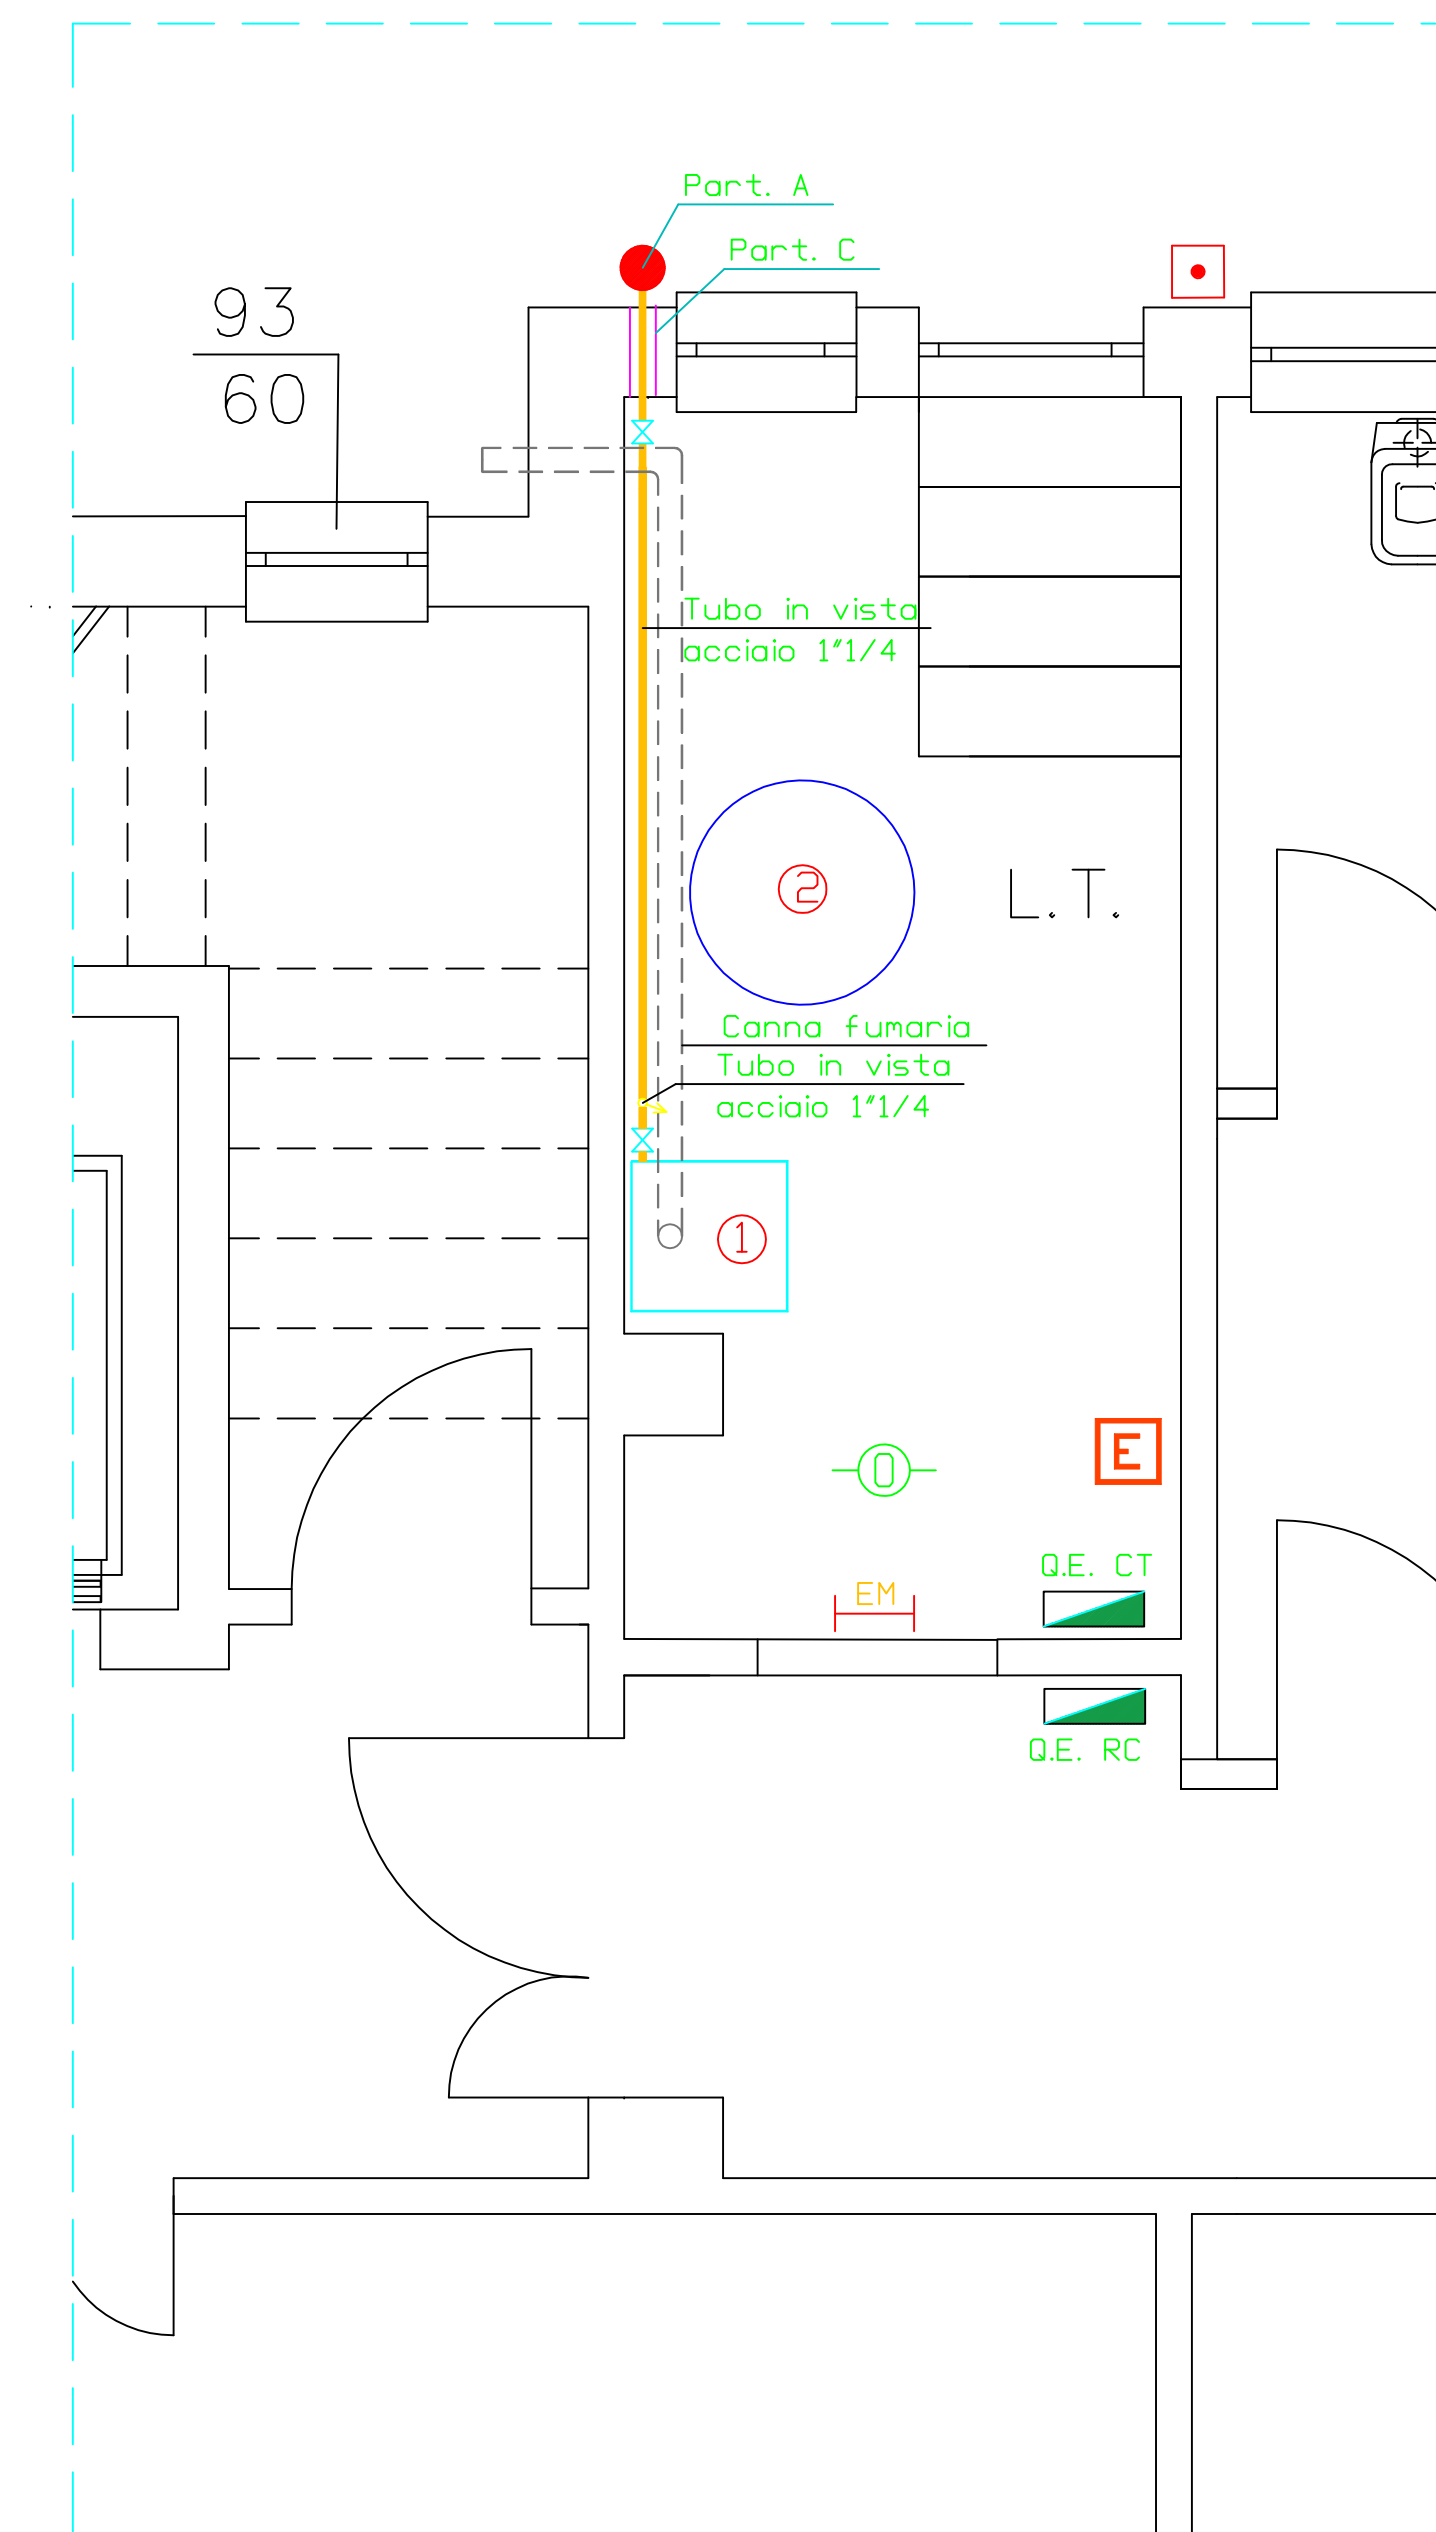 Part. A
Part. C
93
60
Tubo in vista
acciaio 1"1/4
2
L.T.
Canna fumaria
Tubo in vista
acciaio 1"1/4
1
E
0
Q.E. CT
EM
Q.E. RC